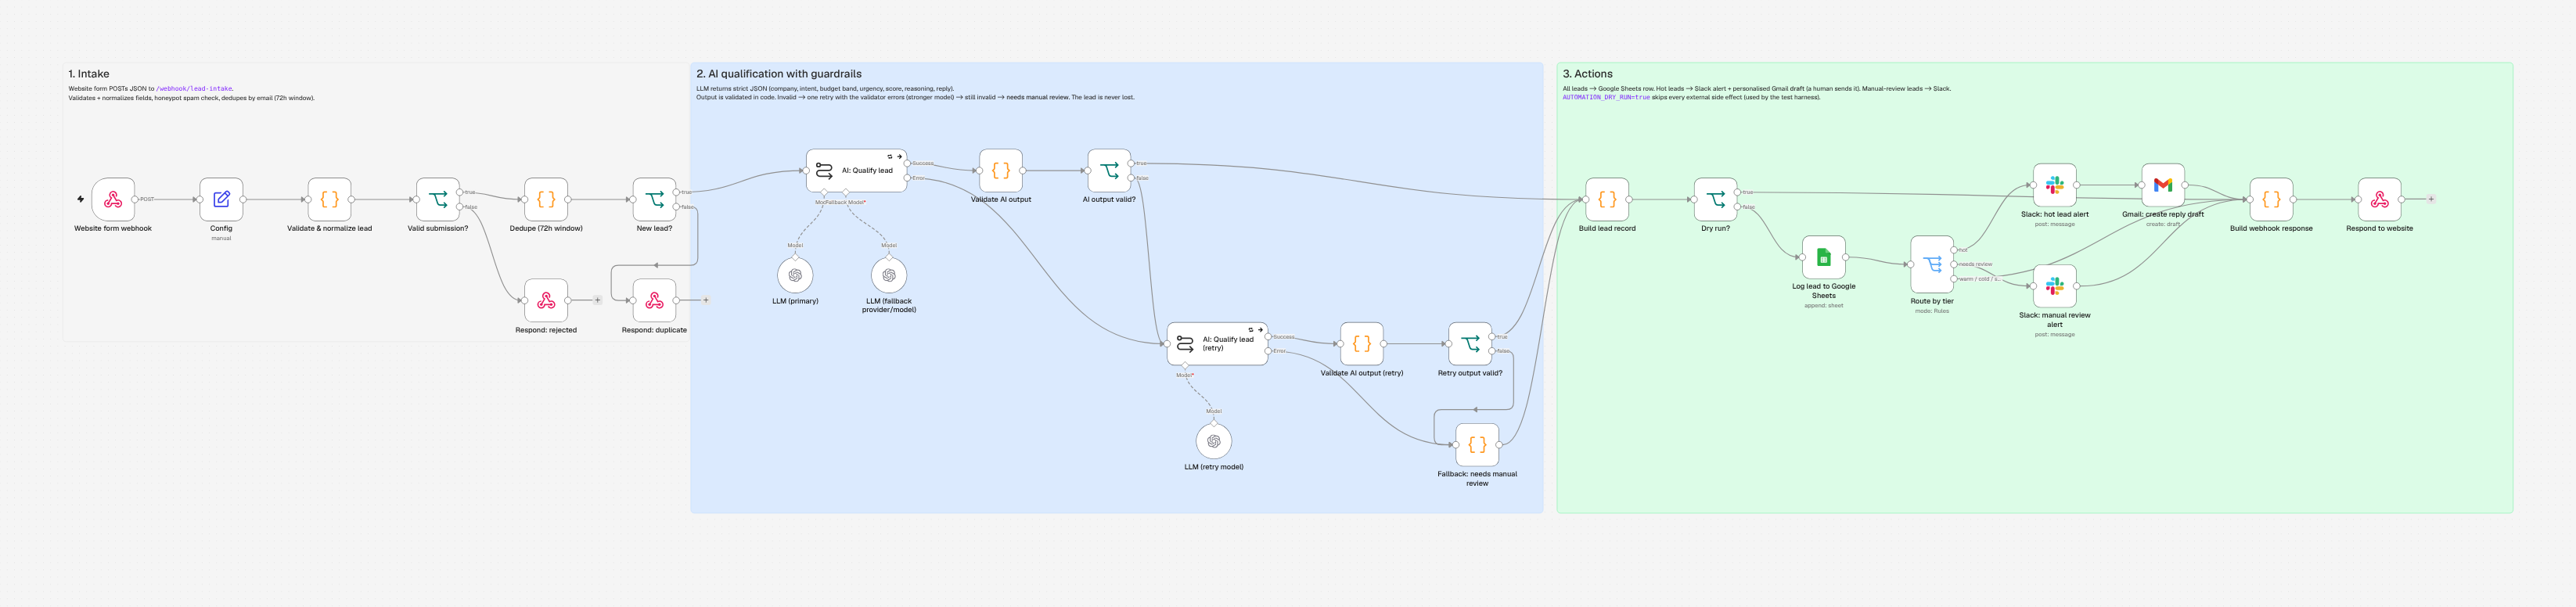 1. Intake
Website form POSTs JSON to /webhook/lead-intake.
Validates + normalizes fields, honeypot spam check, dedupes by email (72h window).
POST
Website form webhook
Config
manual
Validate & normalize lead
true
false
Valid submission?
Dedupe (72h window)
true
false
New lead?
Respond: rejected
Respond: duplicate
2. AI qualification with guardrails
LLM returns strict JSON (company, intent, budget band, urgency, score, reasoning, reply).
Output is validated in code. Invalid → one retry with the validator errors (stronger model) → still invalid → needs manual review. The lead is never lost.
AI: Qualify lead
Success
Error
Fallback Model*
Model
Model
LLM (primary)
LLM (fallback
provider/model)
Validate AI output
true
false
AI output valid?
AI: Qualify lead
(retry)
Success
Error
Model*
Model
LLM (retry model)
Validate AI output (retry)
true
false
Retry output valid?
Fallback: needs manual
review
3. Actions
All leads → Google Sheets row. Hot leads → Slack alert + personalised Gmail draft (a human sends it). Manual-review leads → Slack.
AUTOMATION_DRY_RUN=true skips every external side effect (used by the test harness).
Build lead record
true
false
Dry run?
Log lead to Google
Sheets
append: sheet
hot
needs review
warm / cold / s...
Route by tier
mode: Rules
Slack: hot lead alert
post: message
Gmail: create reply draft
create: draft
Slack: manual review
alert
post: message
Build webhook response
Respond to website